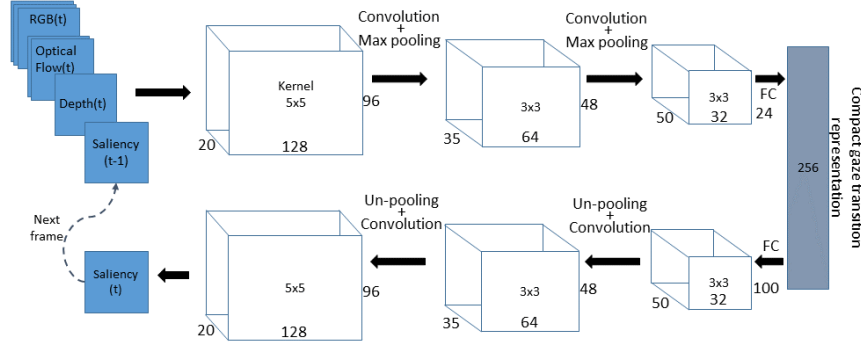 RGB(t)
Optical
Flow(t)
Depth(t)
Saliency
(t-1)
Kernel
5x5
96
128
20
Convolution
+
Max pooling
3x3
48
64
35
Convolution
+
Max pooling
3x3
32
50
FC
24
256
Compact gaze transition
representation
FC
100
3x3
32
50
Un-pooling
+
Convolution
3x3
48
64
35
Un-pooling
+
Convolution
5x5
96
128
20
Saliency
(t)
Next
frame